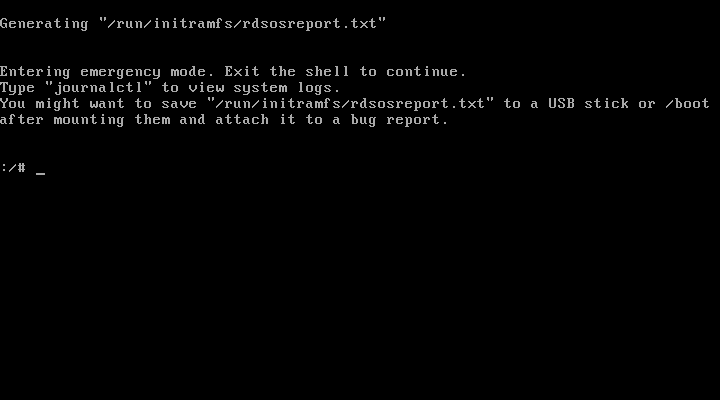 Generating "/run/initramfs/rdsosreport.txt"
Entering emergency mode. Exit the shell to continue.
Type "journalctl" to view system logs.
You might want to save "/run/initramfs/rdsosreport.txt" to a USB stick or /boot
after mounting them and attach it to a bug report.
:/# _